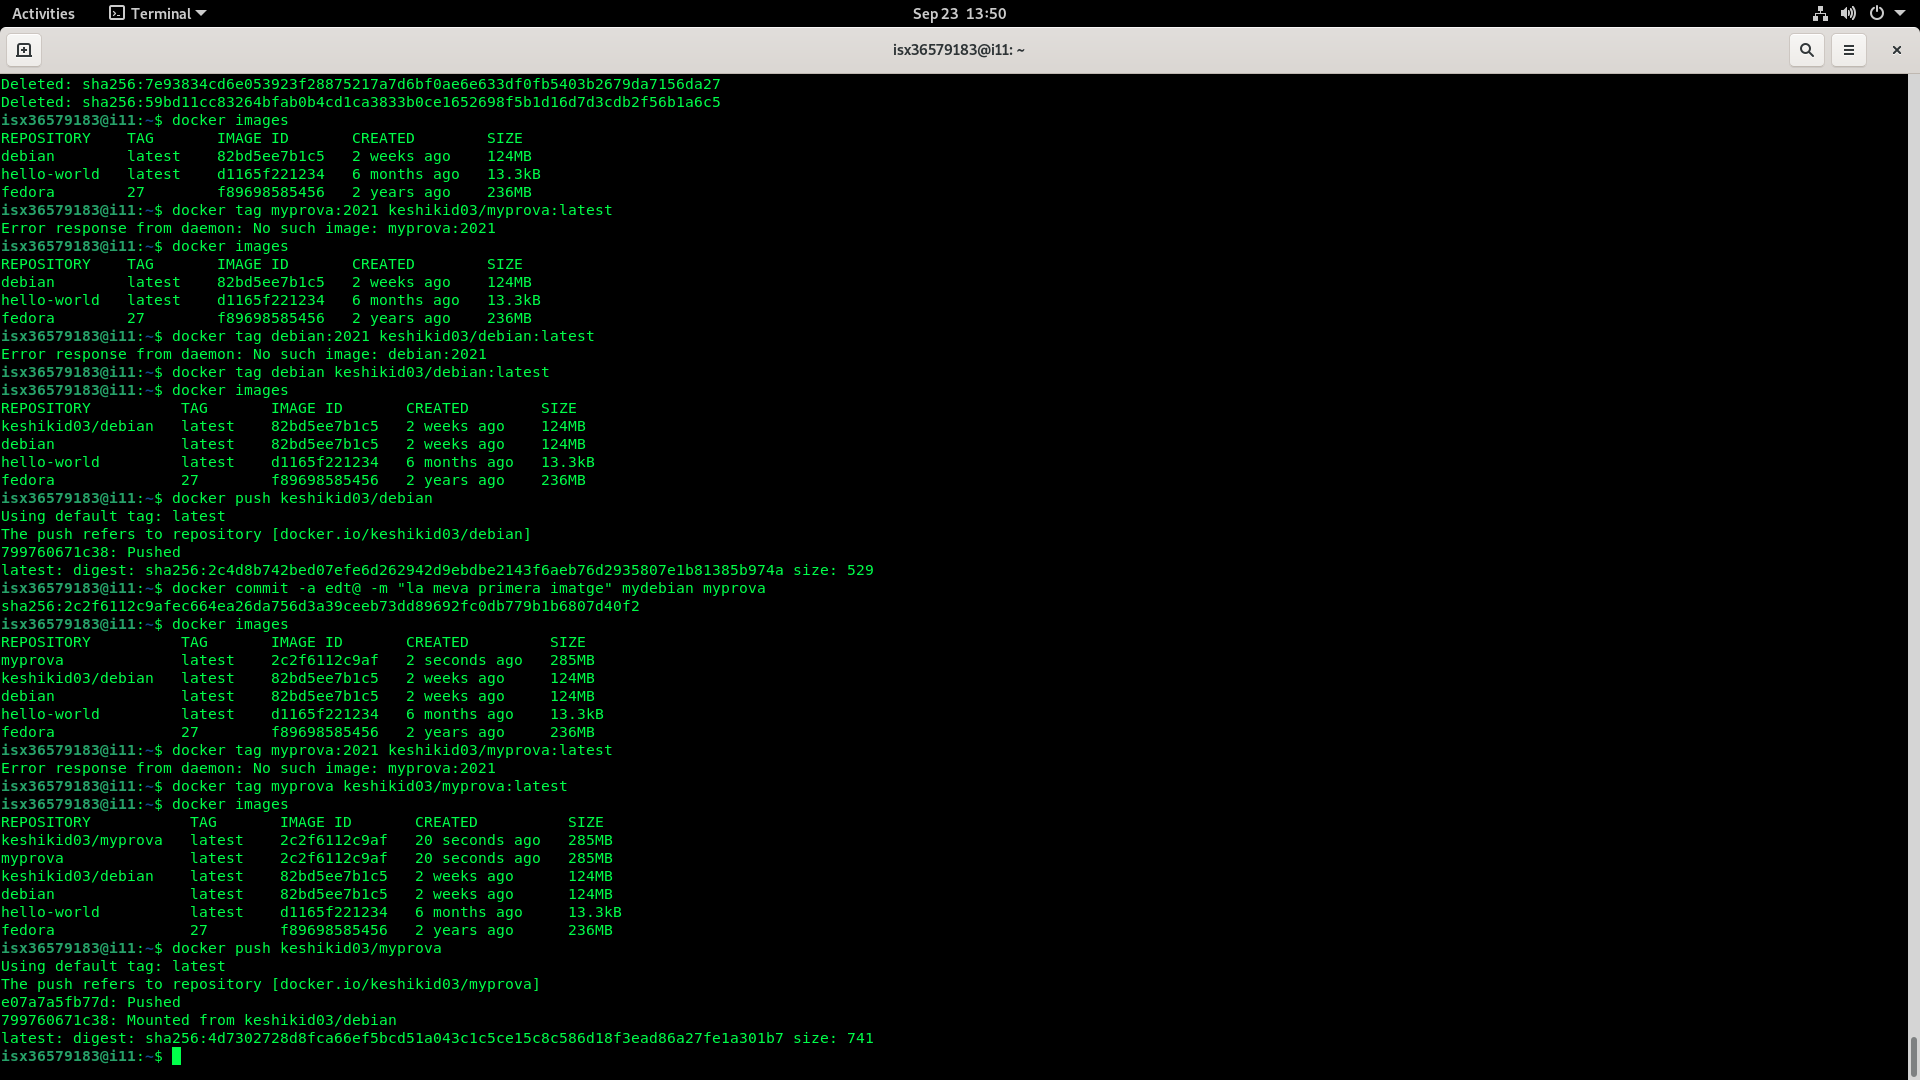 Activities Terminal Sep 23 13:50
isx36579183@i11: ~
Deleted: sha256:7e93834cd6e053923f28875217a7d6bf0ae6e633df0fb5403b2679da7156da27
Deleted: sha256:59bd11cc83264bfab0b4cd1ca3833b0ce1652698f5b1d16d7d3cdb2f56b1a6c5
isx36579183@i11:~$ docker images
REPOSITORY    TAG       IMAGE ID       CREATED        SIZE
debian        latest    82bd5ee7b1c5   2 weeks ago    124MB
hello-world   latest    d1165f221234   6 months ago   13.3kB
fedora        27        f89698585456   2 years ago    236MB
isx36579183@i11:~$ docker tag myprova:2021 keshikid03/myprova:latest
Error response from daemon: No such image: myprova:2021
isx36579183@i11:~$ docker images
REPOSITORY    TAG       IMAGE ID       CREATED        SIZE
debian        latest    82bd5ee7b1c5   2 weeks ago    124MB
hello-world   latest    d1165f221234   6 months ago   13.3kB
fedora        27        f89698585456   2 years ago    236MB
isx36579183@i11:~$ docker tag debian:2021 keshikid03/debian:latest
Error response from daemon: No such image: debian:2021
isx36579183@i11:~$ docker tag debian keshikid03/debian:latest
isx36579183@i11:~$ docker images
REPOSITORY          TAG       IMAGE ID       CREATED        SIZE
keshikid03/debian   latest    82bd5ee7b1c5   2 weeks ago    124MB
debian              latest    82bd5ee7b1c5   2 weeks ago    124MB
hello-world         latest    d1165f221234   6 months ago   13.3kB
fedora              27        f89698585456   2 years ago    236MB
isx36579183@i11:~$ docker push keshikid03/debian
Using default tag: latest
The push refers to repository [docker.io/keshikid03/debian]
799760671c38: Pushed
latest: digest: sha256:2c4d8b742bed07efe6d262942d9ebdbe2143f6aeb76d2935807e1b81385b974a size: 529
isx36579183@i11:~$ docker commit -a edt@ -m "la meva primera imatge" mydebian myprova
sha256:2c2f6112c9afec664ea26da756d3a39ceeb73dd89692fc0db779b1b6807d40f2
isx36579183@i11:~$ docker images
REPOSITORY          TAG       IMAGE ID       CREATED         SIZE
myprova             latest    2c2f6112c9af   2 seconds ago   285MB
keshikid03/debian   latest    82bd5ee7b1c5   2 weeks ago     124MB
debian              latest    82bd5ee7b1c5   2 weeks ago     124MB
hello-world         latest    d1165f221234   6 months ago    13.3kB
fedora              27        f89698585456   2 years ago     236MB
isx36579183@i11:~$ docker tag myprova:2021 keshikid03/myprova:latest
Error response from daemon: No such image: myprova:2021
isx36579183@i11:~$ docker tag myprova keshikid03/myprova:latest
isx36579183@i11:~$ docker images
REPOSITORY           TAG       IMAGE ID       CREATED          SIZE
keshikid03/myprova   latest    2c2f6112c9af   20 seconds ago   285MB
myprova              latest    2c2f6112c9af   20 seconds ago   285MB
keshikid03/debian    latest    82bd5ee7b1c5   2 weeks ago      124MB
debian               latest    82bd5ee7b1c5   2 weeks ago      124MB
hello-world          latest    d1165f221234   6 months ago     13.3kB
fedora               27        f89698585456   2 years ago      236MB
isx36579183@i11:~$ docker push keshikid03/myprova
Using default tag: latest
The push refers to repository [docker.io/keshikid03/myprova]
e07a7a5fb77d: Pushed
799760671c38: Mounted from keshikid03/debian
latest: digest: sha256:4d7302728d8fca66ef5bcd51a043c1c5ce15c8c586d18f3ead86a27fe1a301b7 size: 741
isx36579183@i11:~$